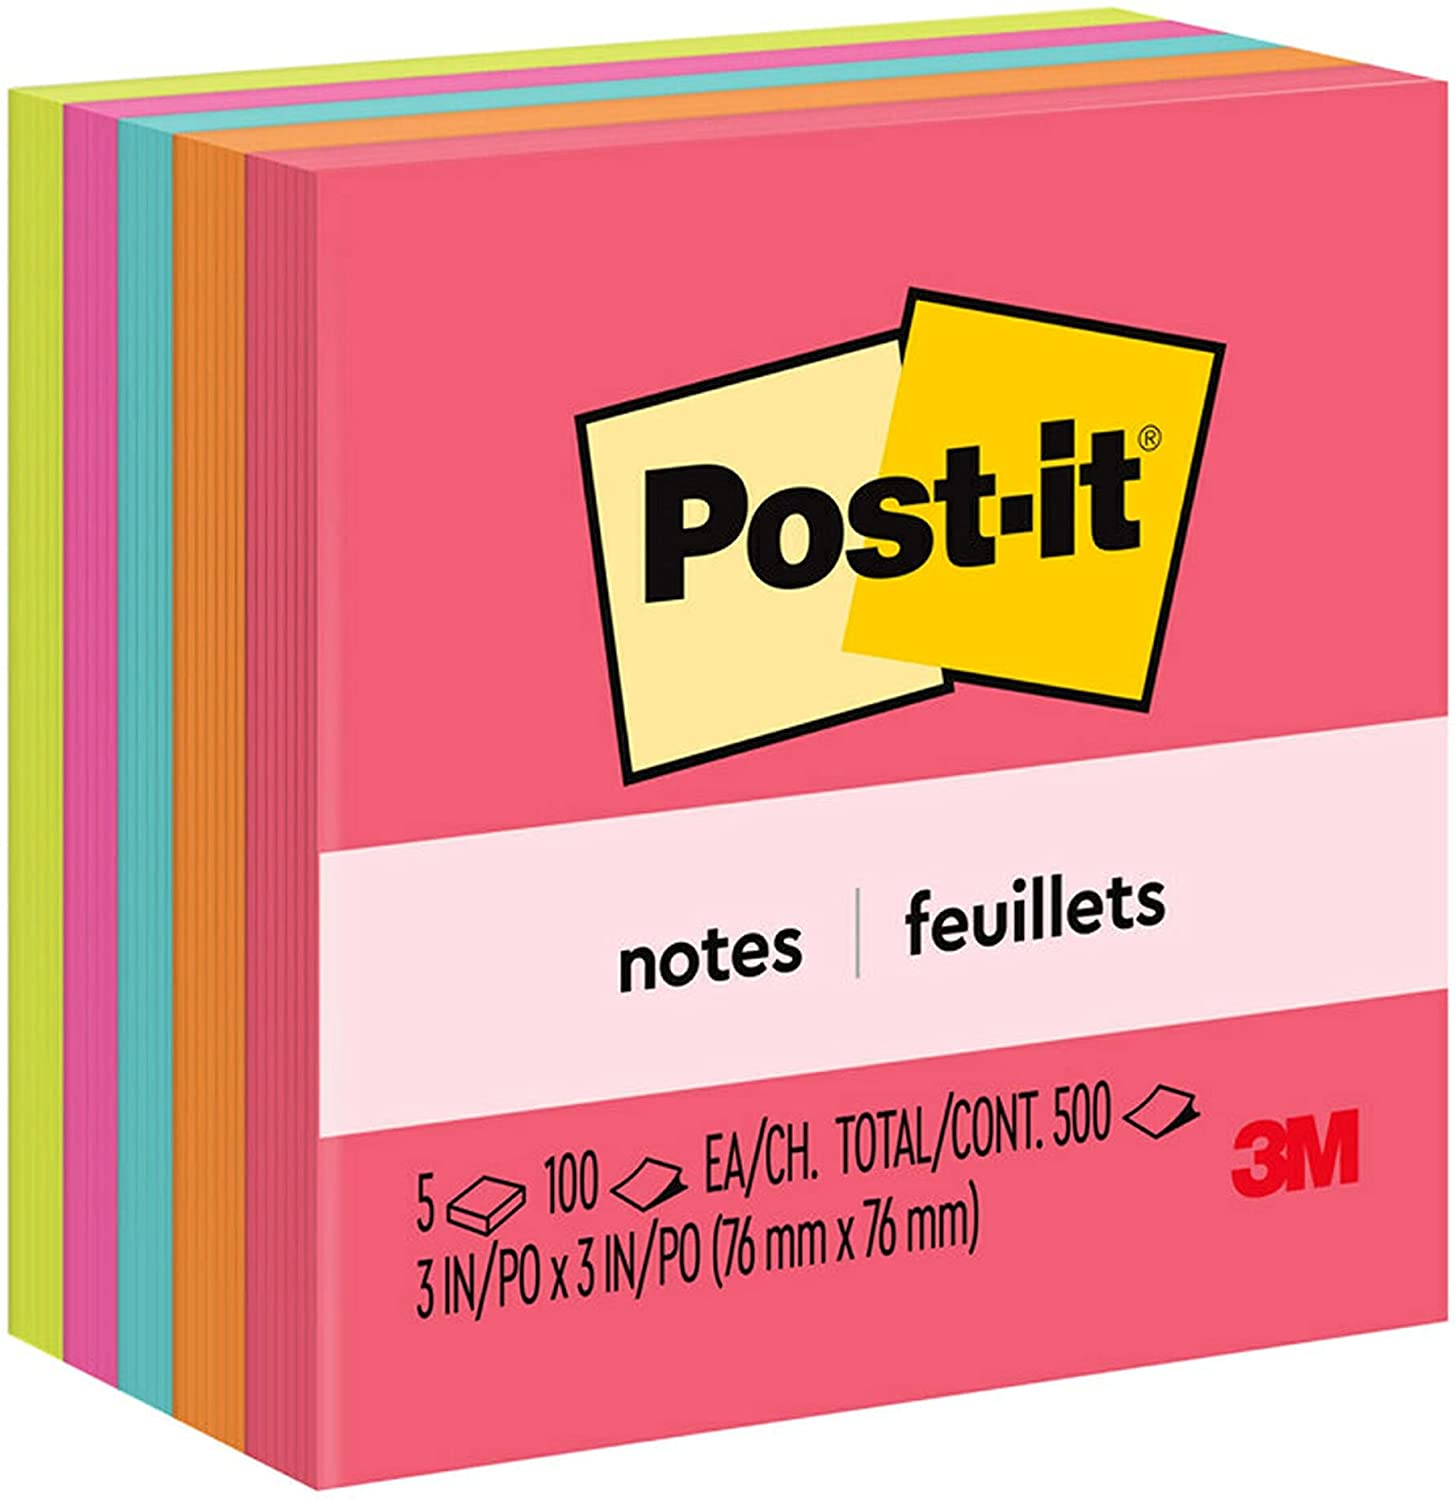 Post-it®
notes | feuillets
5 100 EA/CH. TOTAL/CONT. 500
3 IN/PO x 3 IN/PO (76 mm x 76 mm)
3M